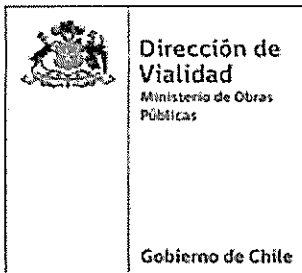 Dirección de
Vialidad
Ministerio de Obras
Públicas
Gobierno de Chile